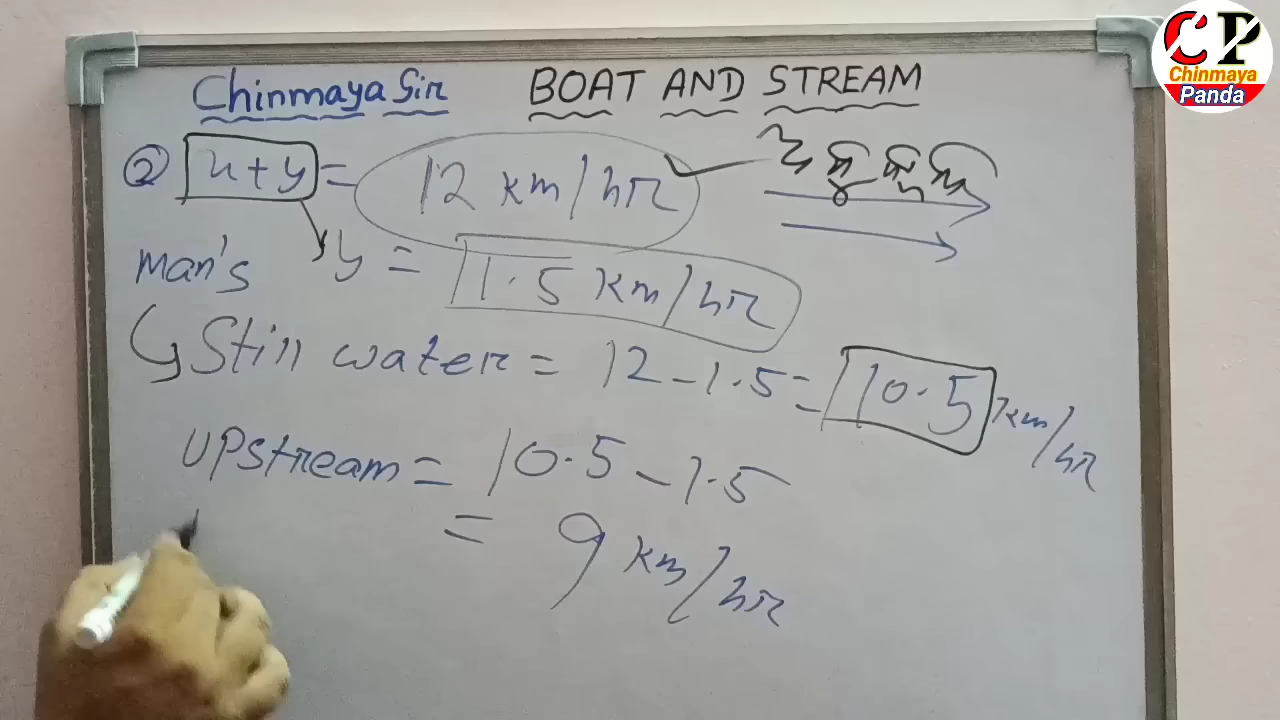 Chinmaya Sir BOAT AND STREAM
CP
Chinmaya
Panda
② x+y = 12 km/hr
y = 1.5 km/hr
man's
Still water = 12 - 1.5 = 10.5 km/hr
UPstream = 10.5 - 1.5
= 9 km/hr